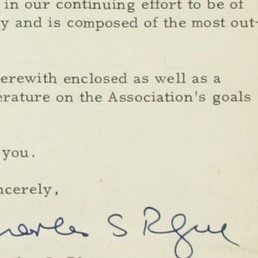 in our continuing effort to be of
y and is composed of the most out-
erewith enclosed as well as a
erature on the Association's goals
you.
ncerely,
harles S